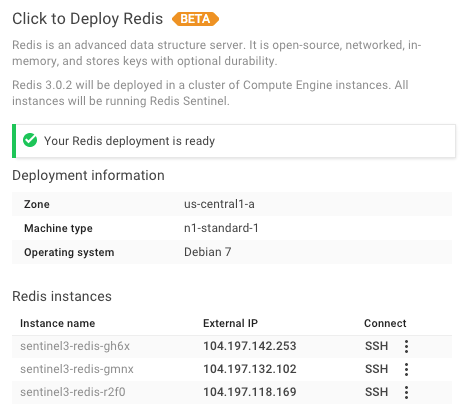 Click to Deploy Redis BETA
Redis is an advanced data structure server. It is open-source, networked, in-
memory, and stores keys with optional durability.
Redis 3.0.2 will be deployed in a cluster of Compute Engine instances. All
instances will be running Redis Sentinel.
Your Redis deployment is ready
Deployment information
Zone us-central1-a
Machine type n1-standard-1
Operating system Debian 7
Redis instances
Instance name External IP Connect
sentinel3-redis-gh6x 104.197.142.253 SSH
sentinel3-redis-gmnx 104.197.132.102 SSH
sentinel3-redis-r2f0 104.197.118.169 SSH